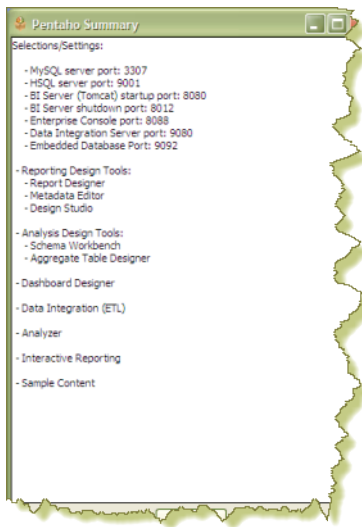 Pentaho Summary
Selections/Settings:
- MySQL server port: 3307
- HSQL server port: 9001
- BI Server (Tomcat) startup port: 8080
- BI Server shutdown port: 8012
- Enterprise Console port: 8088
- Data Integration Server port: 9080
- Embedded Database Port: 9092
- Reporting Design Tools:
- Report Designer
- Metadata Editor
- Design Studio
- Analysis Design Tools:
- Schema Workbench
- Aggregate Table Designer
- Dashboard Designer
- Data Integration (ETL)
- Analyzer
- Interactive Reporting
- Sample Content